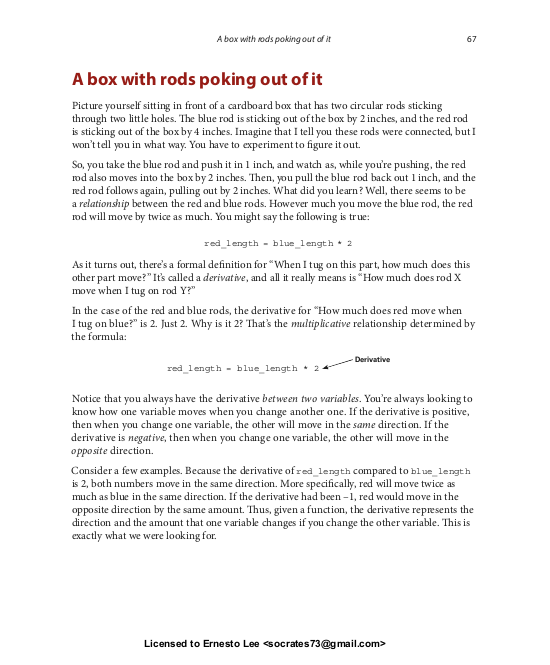 A box with rods poking out of it 67
A box with rods poking out of it
Picture yourself sitting in front of a cardboard box that has two circular rods sticking
through two little holes. The blue rod is sticking out of the box by 2 inches, and the red rod
is sticking out of the box by 4 inches. Imagine that I tell you these rods were connected, but I
won't tell you in what way. You have to experiment to figure it out.
So, you take the blue rod and push it in 1 inch, and watch as, while you're pushing, the red
rod also moves into the box by 2 inches. Then, you pull the blue rod back out 1 inch, and the
red rod follows again, pulling out by 2 inches. What did you learn? Well, there seems to be
a relationship between the red and blue rods. However much you move the blue rod, the red
rod will move by twice as much. You might say the following is true:
red_length = blue_length * 2
As it turns out, there's a formal definition for “When I tug on this part, how much does this
other part move?” It's called a derivative, and all it really means is “How much does rod X
move when I tug on rod Y?”
In the case of the red and blue rods, the derivative for “How much does red move when
I tug on blue?” is 2. Just 2. Why is it 2? That's the multiplicative relationship determined by
the formula:
Derivative
red_length = blue_length * 2
Notice that you always have the derivative between two variables. You're always looking to
know how one variable moves when you change another one. If the derivative is positive,
then when you change one variable, the other will move in the same direction. If the
derivative is negative, then when you change one variable, the other will move in the
opposite direction.
Consider a few examples. Because the derivative of red_length compared to blue_length
is 2, both numbers move in the same direction. More specifically, red will move twice as
much as blue in the same direction. If the derivative had been –1, red would move in the
opposite direction by the same amount. Thus, given a function, the derivative represents the
direction and the amount that one variable changes if you change the other variable. This is
exactly what we were looking for.
Licensed to Ernesto Lee <socrates73@gmail.com>